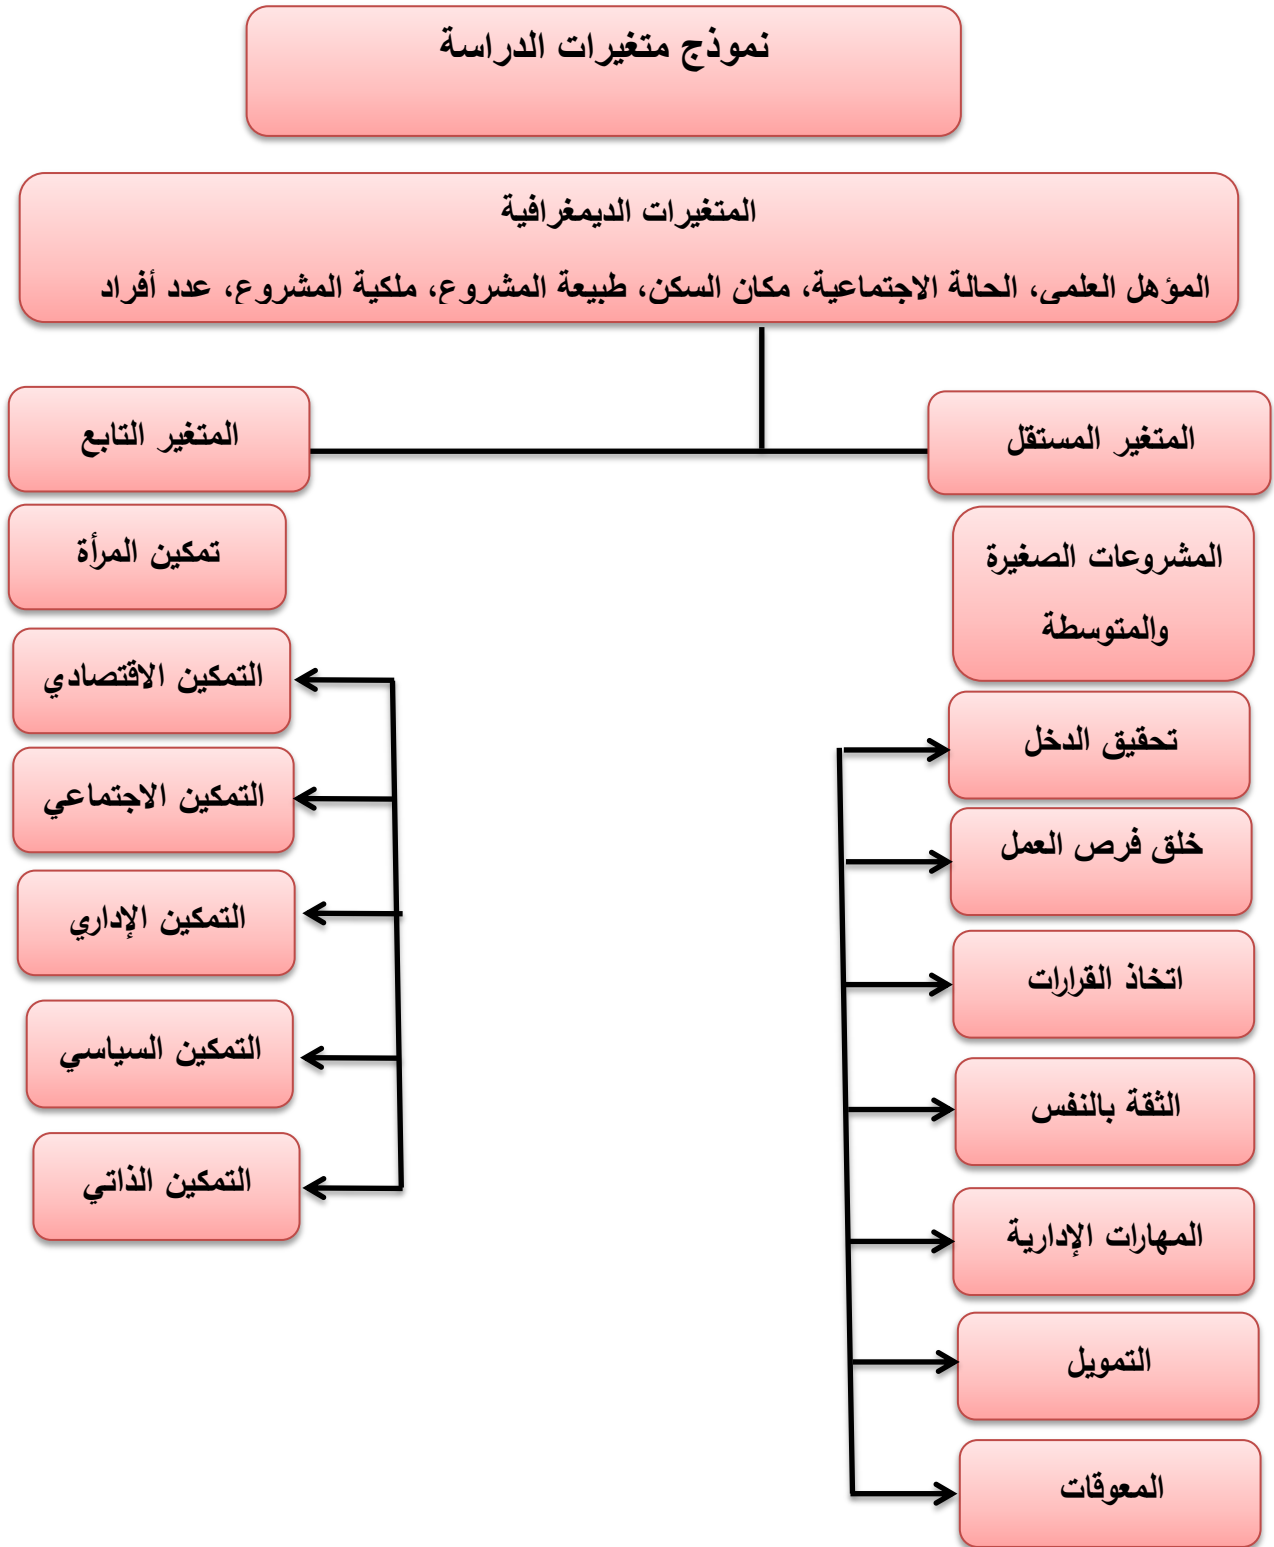 نموذج متغيرات الدراسة
المتغيرات الديمغرافية
المؤهل العلمي، الحالة الاجتماعية، مكان السكن، طبيعة المشروع، ملكية المشروع، عدد أفراد
المتغير المستقل
المشروعات الصغيرة
والمتوسطة
تحقيق الدخل
خلق فرص العمل
اتخاذ القرارات
الثقة بالنفس
المهارات الإدارية
التمويل
المعوقات
المتغير التابع
تمكين المرأة
التمكين الاقتصادي
التمكين الاجتماعي
التمكين الإداري
التمكين السياسي
التمكين الذاتي